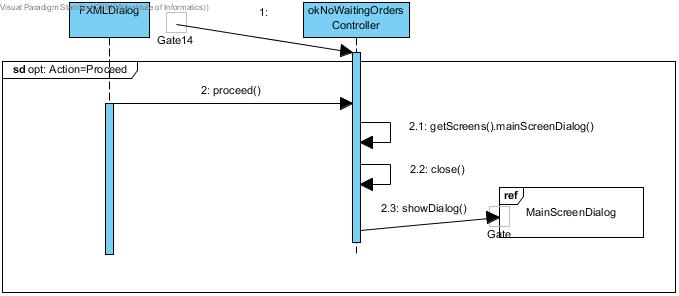 Visual Paradigm Stan
(Institute of Informatics))
FXMLDialog
1:
okNoWaitingOrders
Controller
Gate14
sd opt: Action=Proceed
2: proceed()
2.1: getScreens().mainScreenDialog()
2.2: close()
2.3: showDialog()
ref
MainScreenDialog
Gate